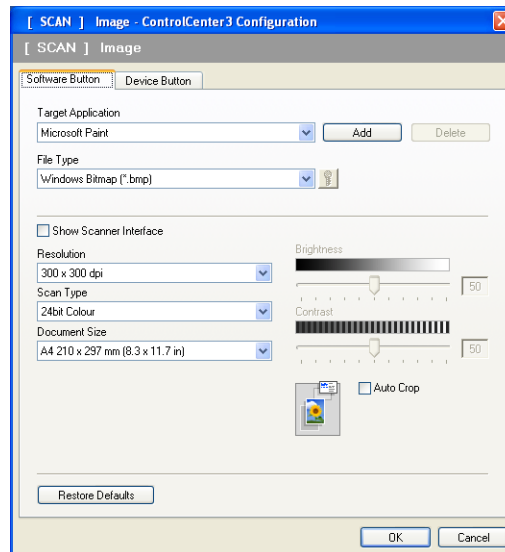 [ SCAN ] Image - ControlCenter3 Configuration
[ SCAN ] Image
Software Button Device Button
Target Application
Microsoft Paint Add Delete
File Type
Windows Bitmap (*.bmp)
Show Scanner Interface
Resolution
300 x 300 dpi
Scan Type
24bit Colour
Document Size
A4 210 x 297 mm (8.3 x 11.7 in)
Brightness
50
Contrast
50
Auto Crop
Restore Defaults
OK Cancel